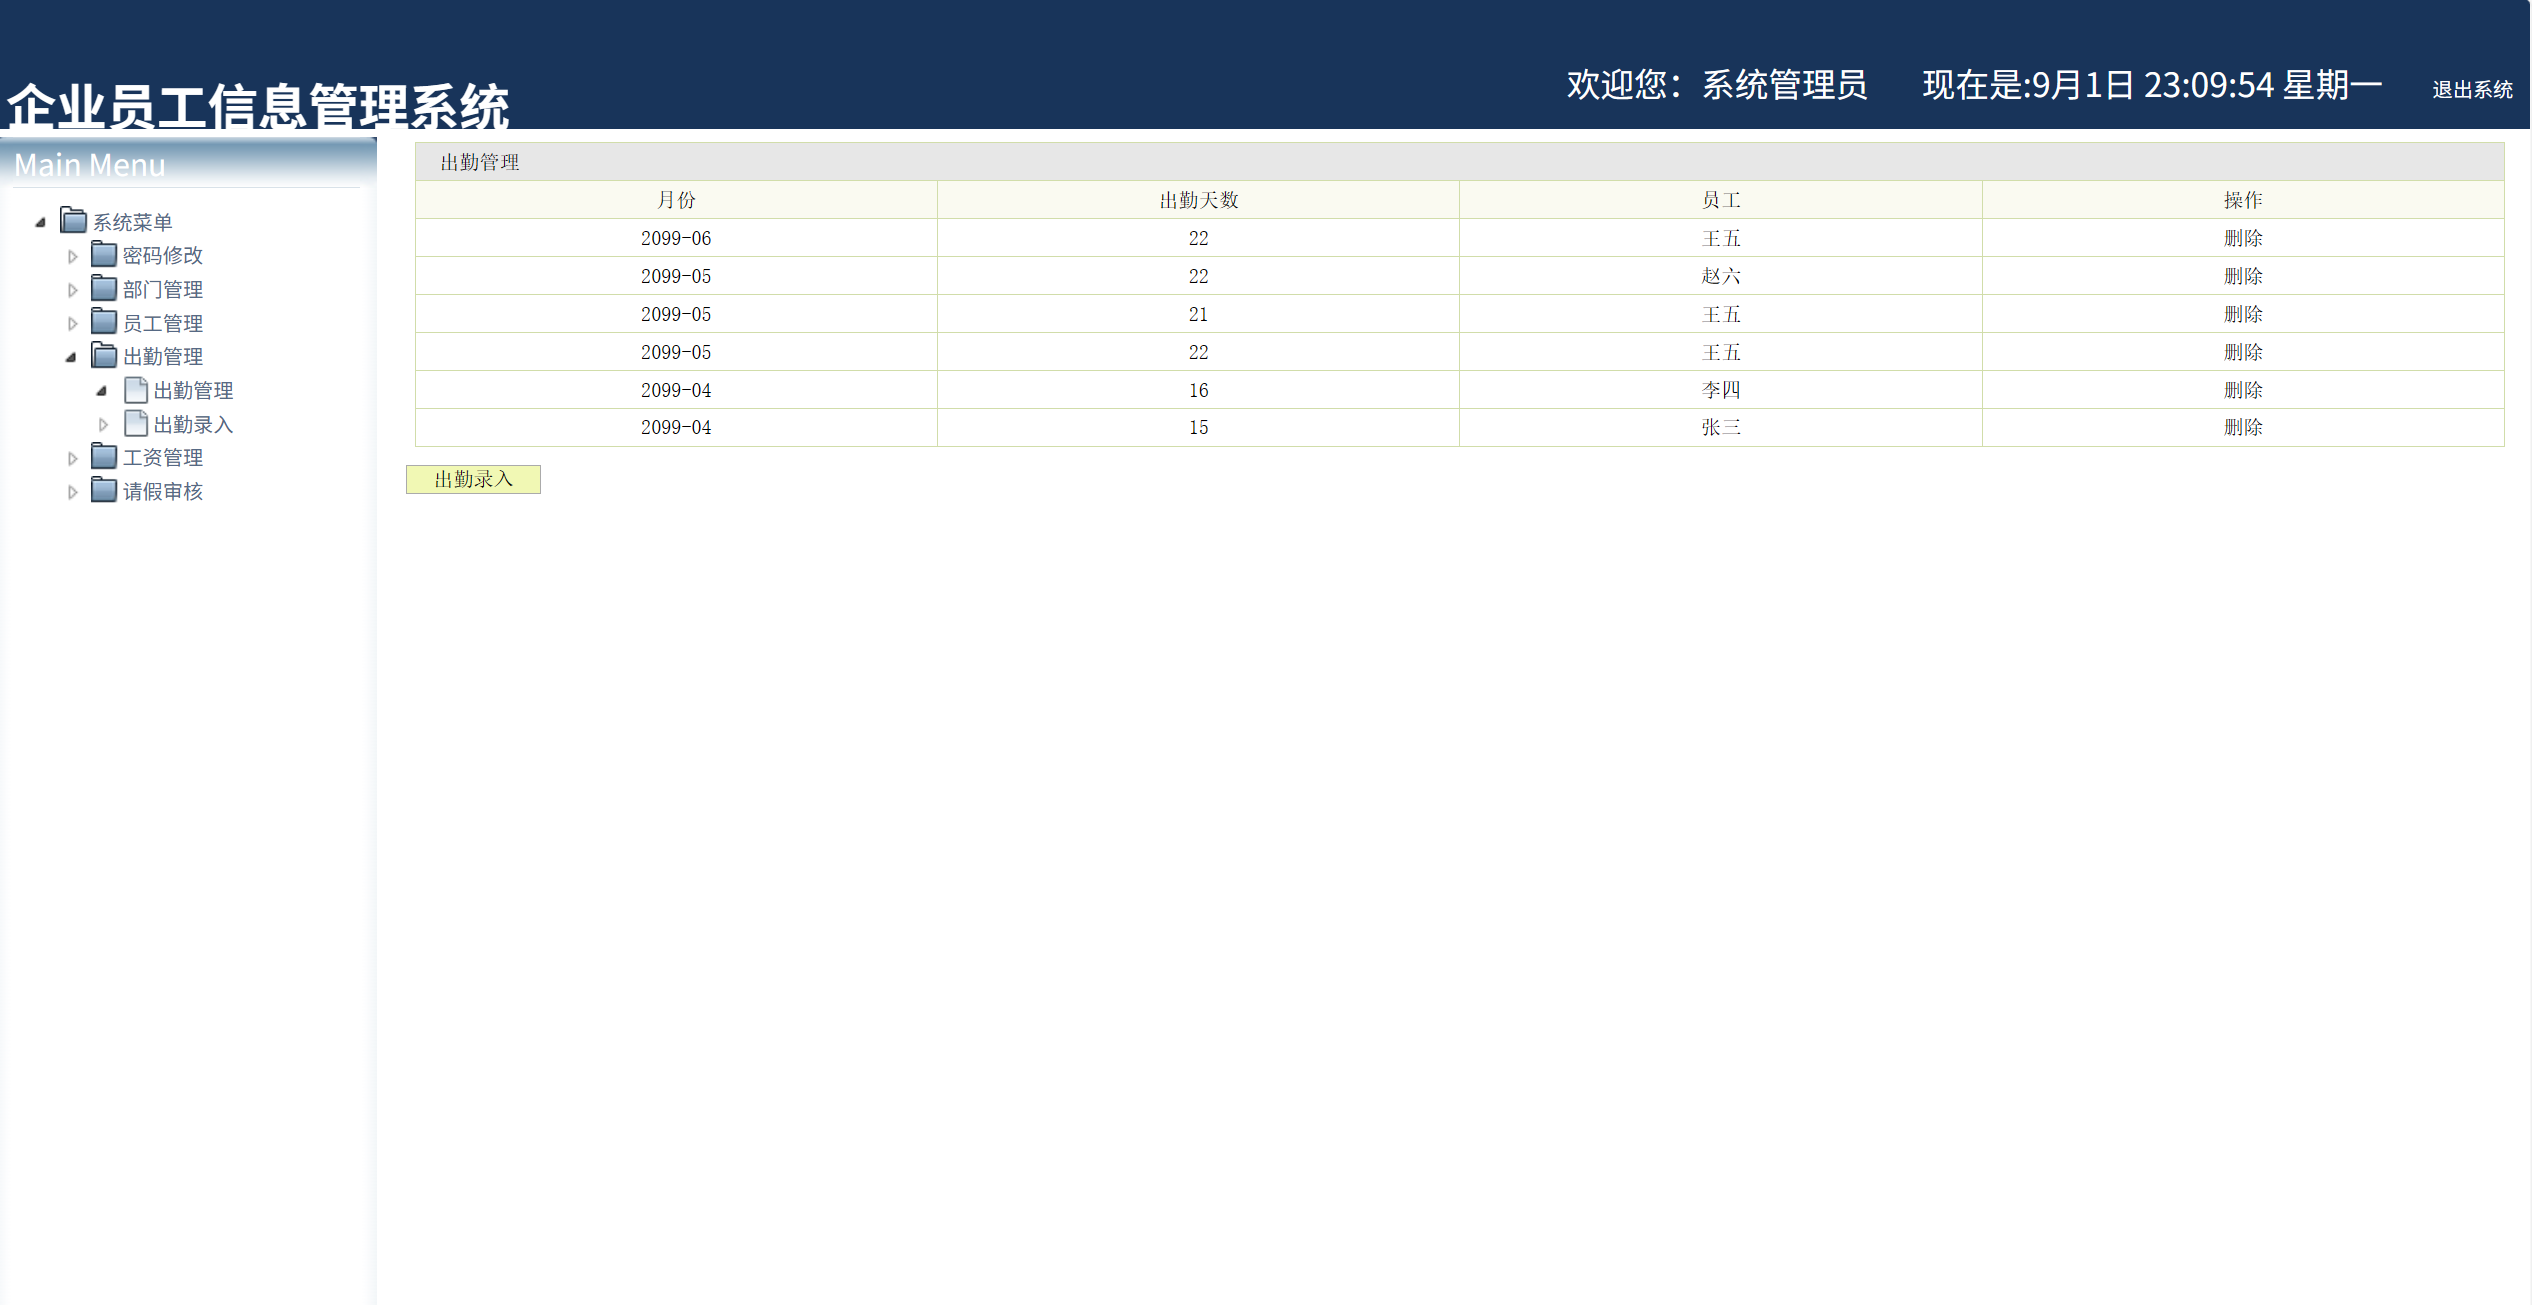 企业员工信息管理系统
欢迎您：系统管理员 现在是:9月1日 23:09:54 星期一 退出系统
Main Menu
系统菜单
密码修改
部门管理
员工管理
出勤管理
出勤管理
出勤录入
工资管理
请假审核
出勤管理
月份 出勤天数 员工 操作
2099-06 22 王五 删除
2099-05 22 赵六 删除
2099-05 21 王五 删除
2099-05 22 王五 删除
2099-04 16 李四 删除
2099-04 15 张三 删除
出勤录入